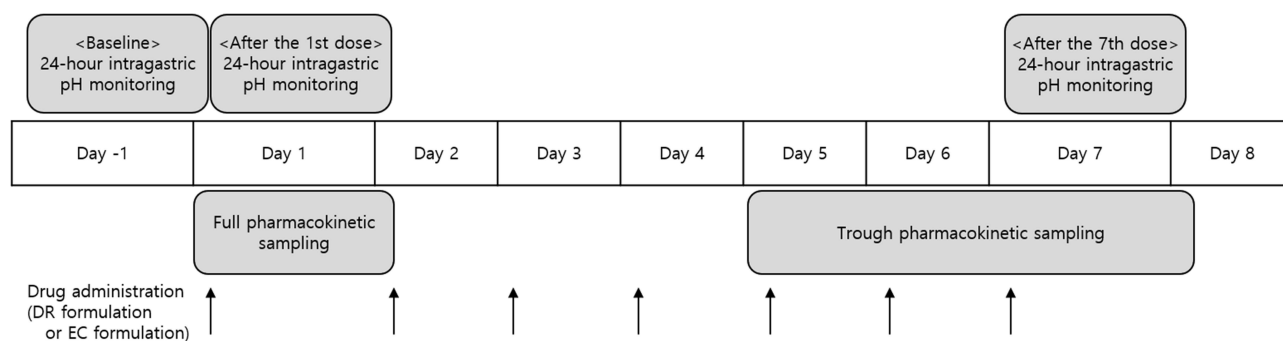 <Baseline>
24-hour intragastric
pH monitoring
<After the 1st dose>
24-hour intragastric
pH monitoring
<After the 7th dose>
24-hour intragastric
pH monitoring
Day -1
Day 1
Day 2
Day 3
Day 4
Day 5
Day 6
Day 7
Day 8
Full pharmacokinetic
sampling
Trough pharmacokinetic sampling
Drug administration
(DR formulation
or EC formulation)